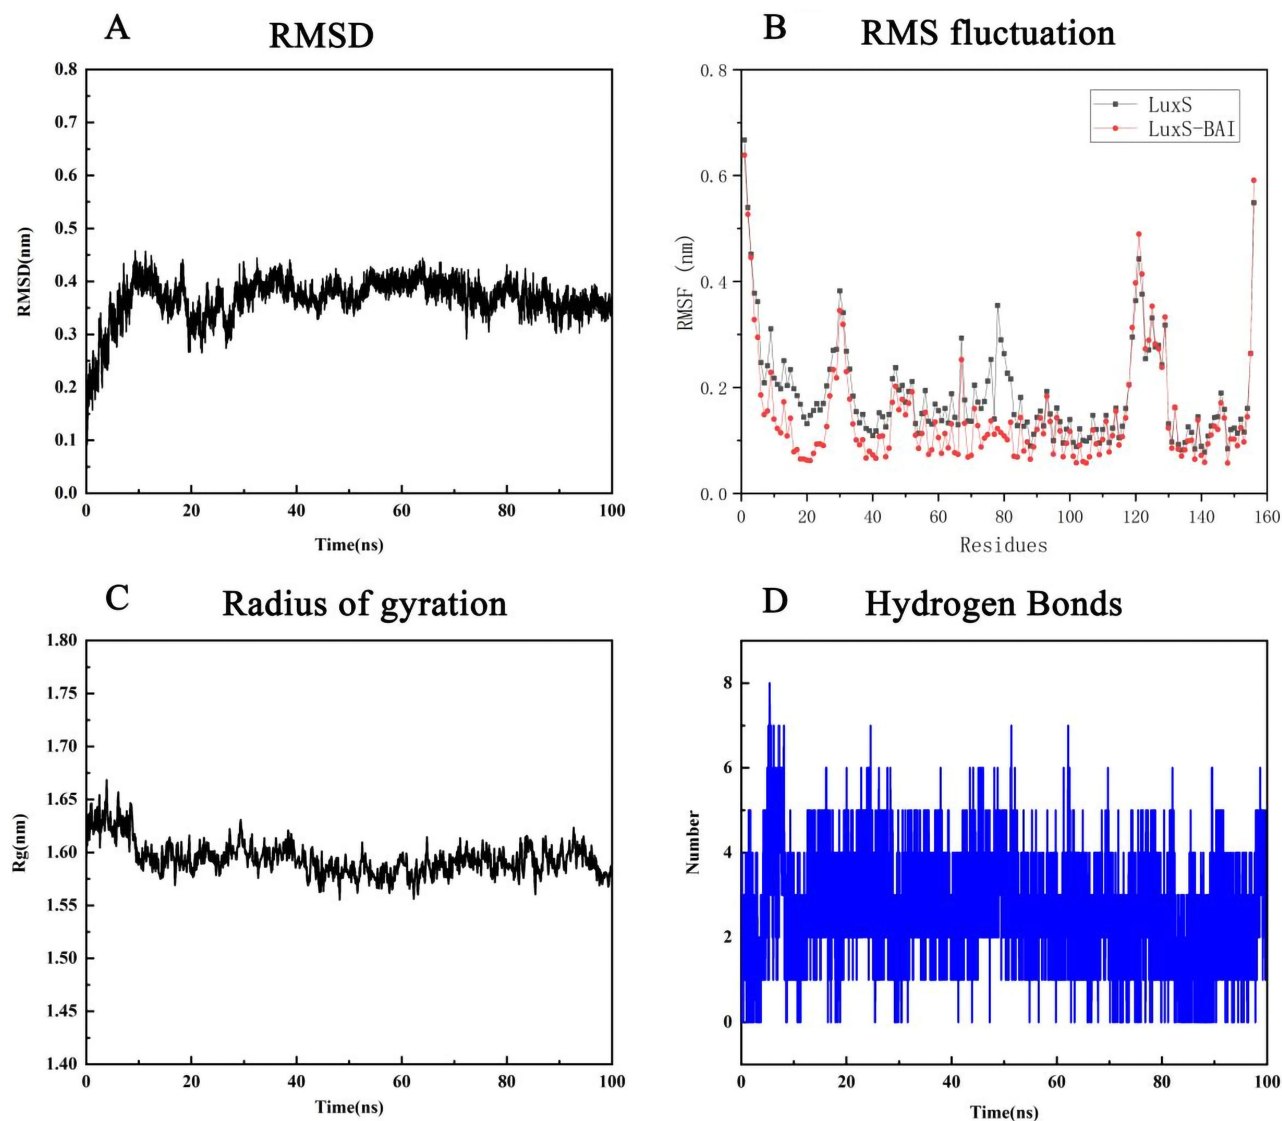 A
RMSD
0.8
0.7
0.6
0.5
0.4
0.3
0.2
0.1
0.0
RMSD(nm)
0 20 40 60 80 100
Time(ns)
B
RMS fluctuation
0.8
0.6
0.4
0.2
0.0
RMSF (nm)
LuxS
LuxS-BAI
0 20 40 60 80 100 120 140 160
Residues
C
Radius of gyration
1.80
1.75
1.70
1.65
1.60
1.55
1.50
1.45
1.40
Rg(nm)
0 20 40 60 80 100
Time(ns)
D
Hydrogen Bonds
8
6
4
2
0
Number
0 20 40 60 80 100
Time(ns)